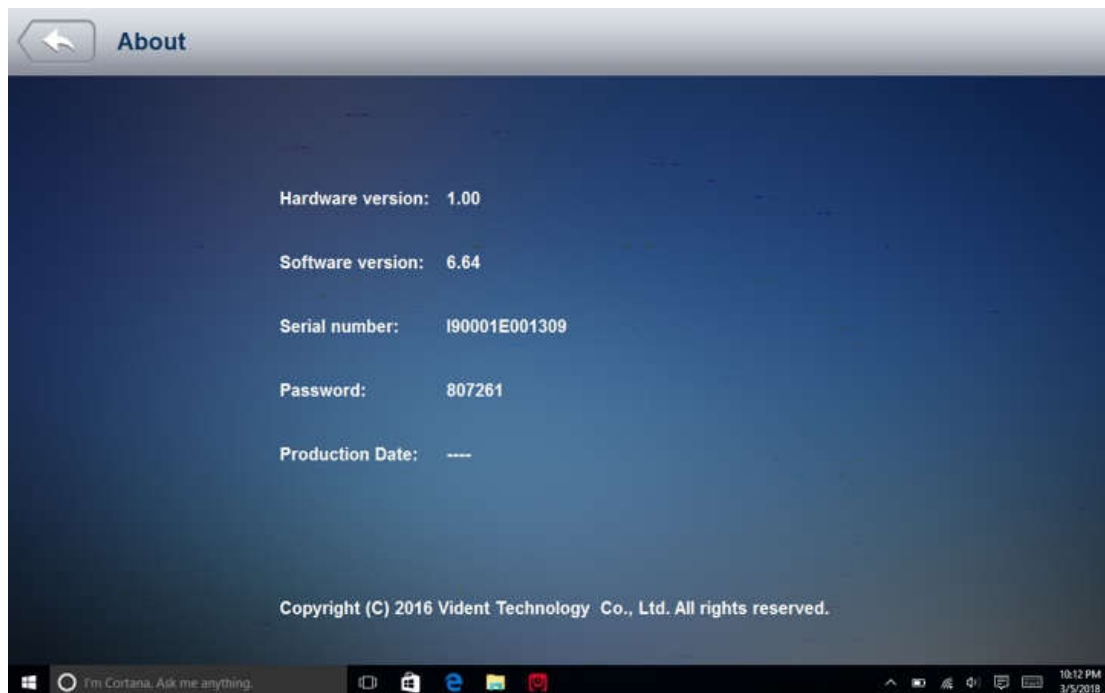 About
Hardware version: 1.00
Software version: 6.64
Serial number: I90001E001309
Password: 807261
Production Date: ----
Copyright (C) 2016 Vident Technology Co., Ltd. All rights reserved.
I'm Cortana. Ask me anything.
10:12 PM
3/5/2018